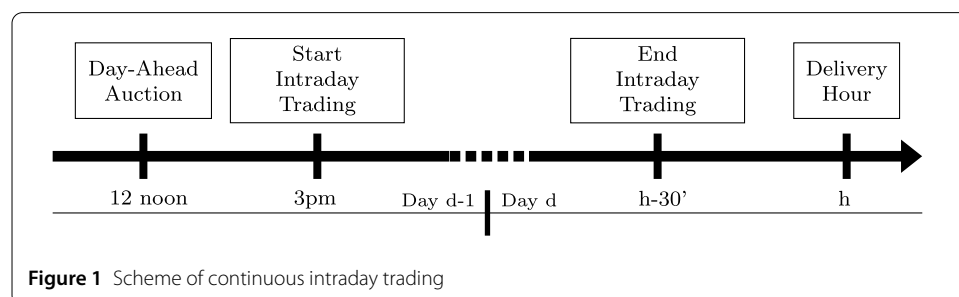 Day-Ahead
Auction
Start
Intraday
Trading
End
Intraday
Trading
Delivery
Hour
12 noon
3pm
Day d-1
Day d
h-30'
h
Figure 1 Scheme of continuous intraday trading